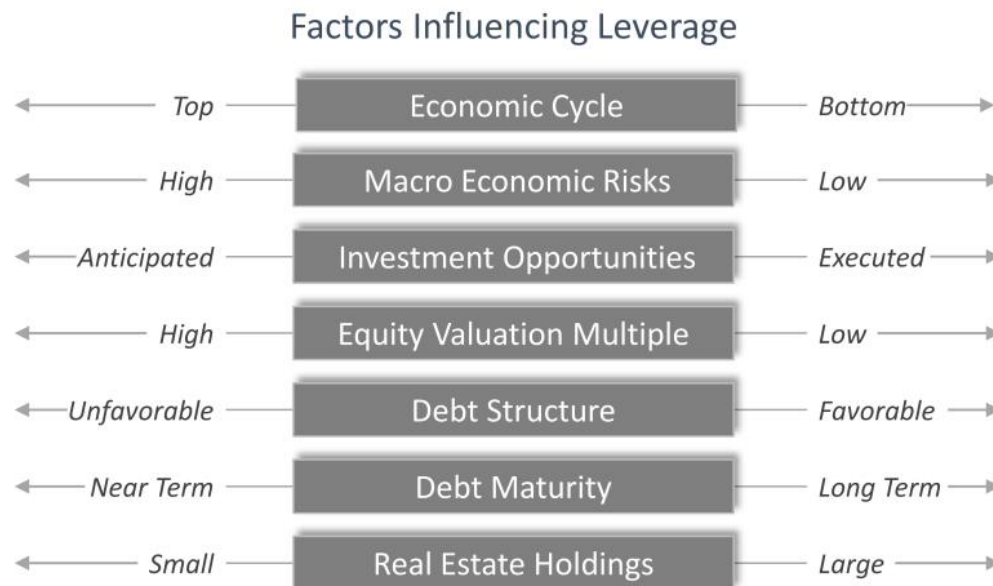 Factors Influencing Leverage
Top Economic Cycle Bottom
High Macro Economic Risks Low
Anticipated Investment Opportunities Executed
High Equity Valuation Multiple Low
Unfavorable Debt Structure Favorable
Near Term Debt Maturity Long Term
Small Real Estate Holdings Large